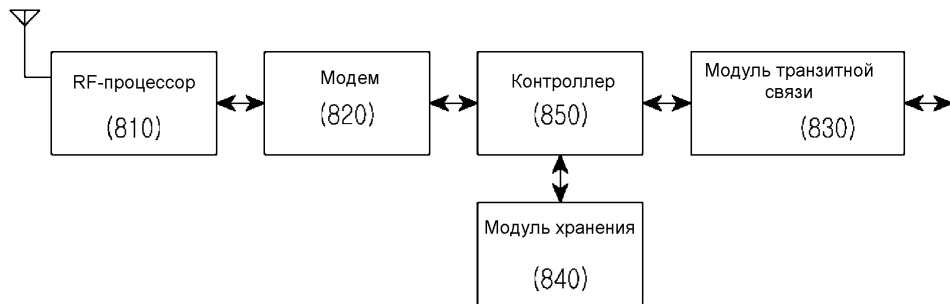 RF-процессор
(810)
Модем
(820)
Контроллер
(850)
Модуль транзитной
связи
(830)
Модуль хранения
(840)